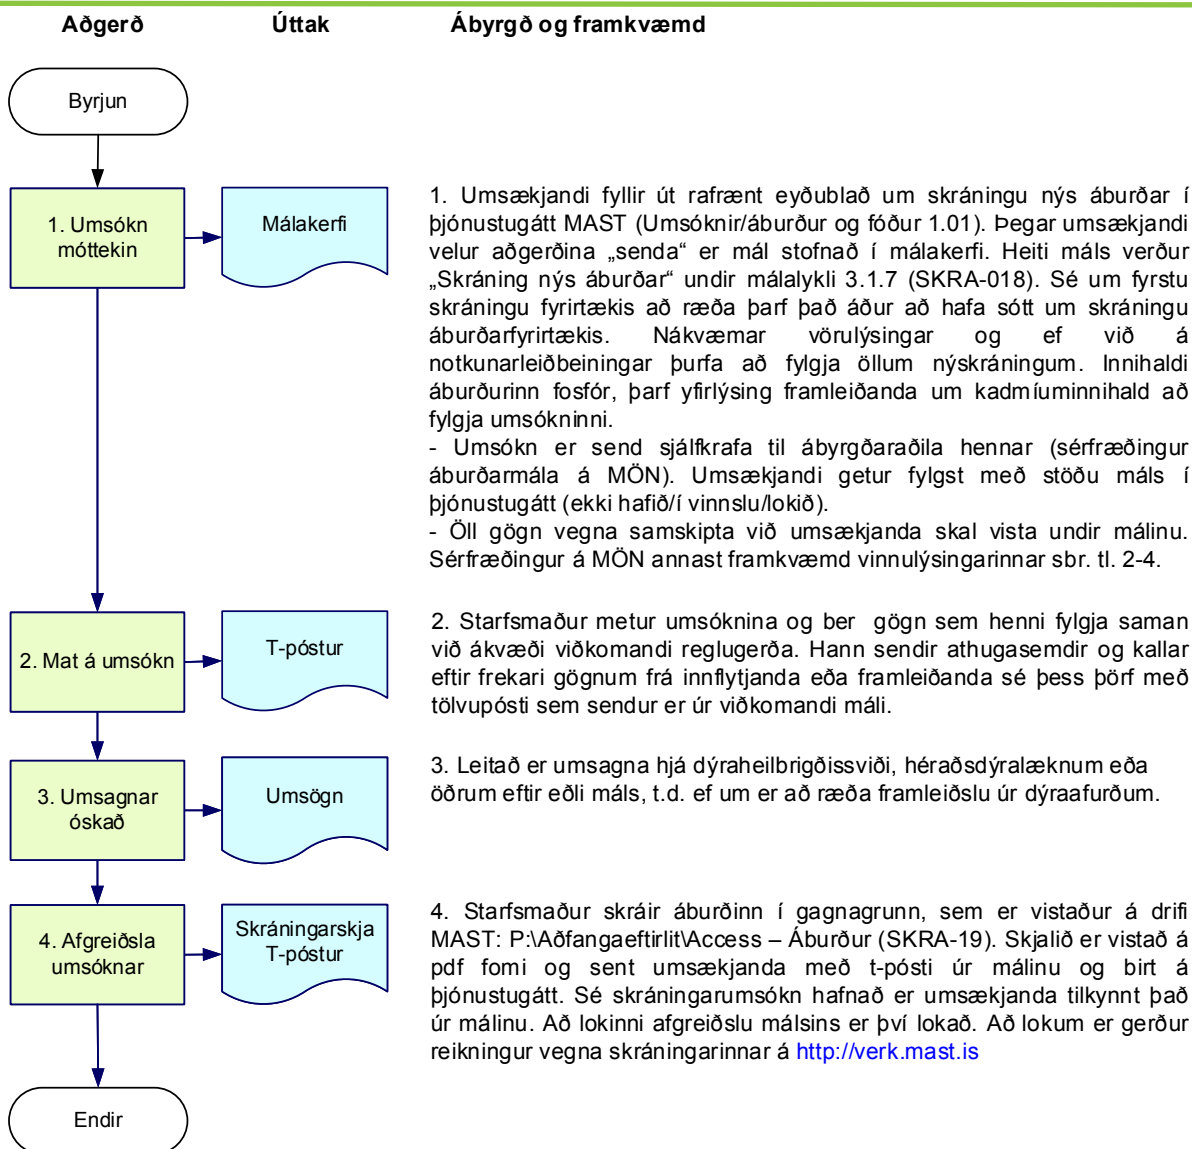 Aðgerð Úttak Ábyrgð og framkvæmd
Byrjun
1. Umsókn
móttekin
Málakerfi
1. Umsækjandi fyllir út rafrænt eyðublað um skráningu nýs áburðar í
þjónustugátt MAST (Umsóknir/áburður og fóður 1.01). Þegar umsækjandi
velur aðgerðina „senda“ er mál stofnað í málakerfi. Heiti máls verður
„Skráning nýs áburðar“ undir málalykli 3.1.7 (SKRA-018). Sé um fyrstu
skráningu fyrirtækis að ræða þarf það áður að hafa sótt um skráningu
áburðarfyrirtækis. Nákvæmar vörulýsingar og ef við á
notkunarleiðbeiningar þurfa að fylgja öllum nýskráningum. Innihaldi
áburðurinn fosfór, þarf yfirlýsing framleiðanda um kadmíuminnihald að
fylgja umsókninni.
- Umsókn er send sjálfkrafa til ábyrgðaraðila hennar (sérfræðingur
áburðarmála á MÖN). Umsækjandi getur fylgst með stöðu máls í
þjónustugátt (ekki hafið/í vinnslu/lokið).
- Öll gögn vegna samskipta við umsækjanda skal vista undir málinu.
Sérfræðingur á MÖN annast framkvæmd vinnulýsingarinnar sbr. tl. 2-4.
2. Mat á umsókn
T-póstur
2. Starfsmaður metur umsóknina og ber gögn sem henni fylgja saman
við ákvæði viðkomandi reglugerða. Hann sendir athugasemdir og kallar
eftir frekari gögnum frá innflytjanda eða framleiðanda sé þess þörf með
tölvupósti sem sendur er úr viðkomandi máli.
3. Umsagnar
óskað
Umsögn
3. Leitað er umsagna hjá dýraheilbrigðissviði, héraðsdýralæknum eða
öðrum eftir eðli máls, t.d. ef um er að ræða framleiðslu úr dýraafurðum.
4. Afgreiðsla
umsóknar
Skráningarskja
T-póstur
4. Starfsmaður skráir áburðinn í gagnagrunn, sem er vistaður á drifi
MAST: P:\Aðfangaeftirlit\Access – Áburður (SKRA-19). Skjalið er vistað á
pdf fomi og sent umsækjanda með t-pósti úr málinu og birt á
þjónustugátt. Sé skráningarumsókn hafnað er umsækjanda tilkynnt það
úr málinu. Að lokinni afgreiðslu málsins er því lokað. Að lokum er gerður
reikningur vegna skráningarinnar á http://verk.mast.is
Endir